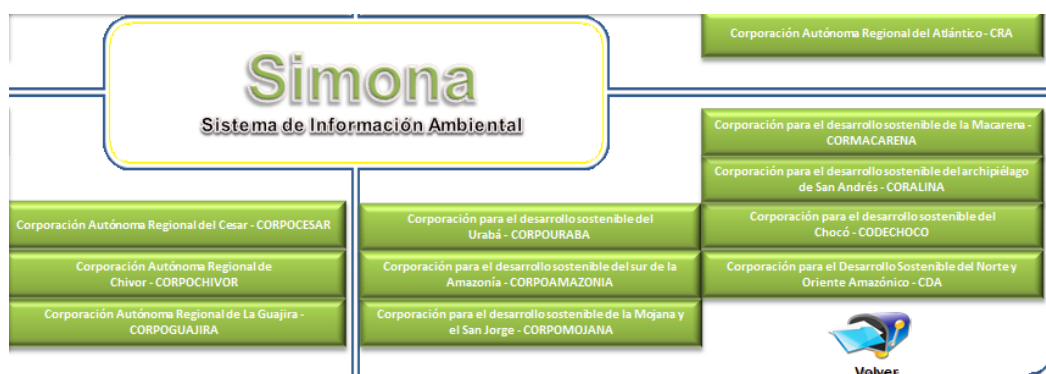 Corporación Autónoma Regional del Atlántico - CRA
Simona
Sistema de Información Ambiental
Corporación para el desarrollo sostenible de la Macarena -
CORMACARENA
Corporación para el desarrollo sostenible del archipiélago
de San Andrés - CORALINA
Corporación Autónoma Regional del Cesar - CORPOCESAR
Corporación para el desarrollo sostenible del
Urabá - CORPOURABA
Corporación para el desarrollo sostenible del
Chocó - CODECHOCO
Corporación Autónoma Regional de
Chivor - CORPOCHIVOR
Corporación para el desarrollo sostenible del sur de la
Amazonía - CORPOAMAZONIA
Corporación para el Desarrollo Sostenible del Norte y
Oriente Amazónico - CDA
Corporación Autónoma Regional de La Guajira -
CORPOGUAJIRA
Corporación para el desarrollo sostenible de la Mojana y
el San Jorge - CORPOMOJANA
Volver